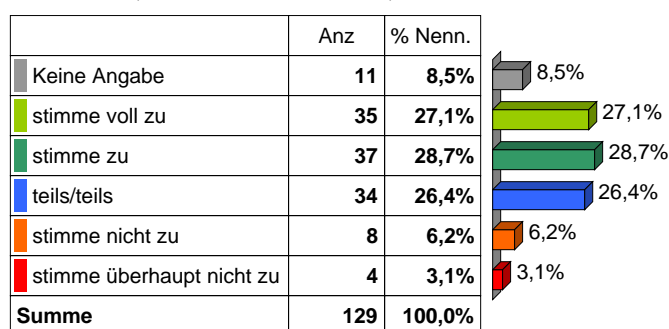 Anz % Nenn.
Keine Angabe 11 8,5% 8,5%
stimme voll zu 35 27,1% 27,1%
stimme zu 37 28,7% 28,7%
teils/teils 34 26,4% 26,4%
stimme nicht zu 8 6,2% 6,2%
stimme überhaupt nicht zu 4 3,1% 3,1%
Summe 129 100,0%